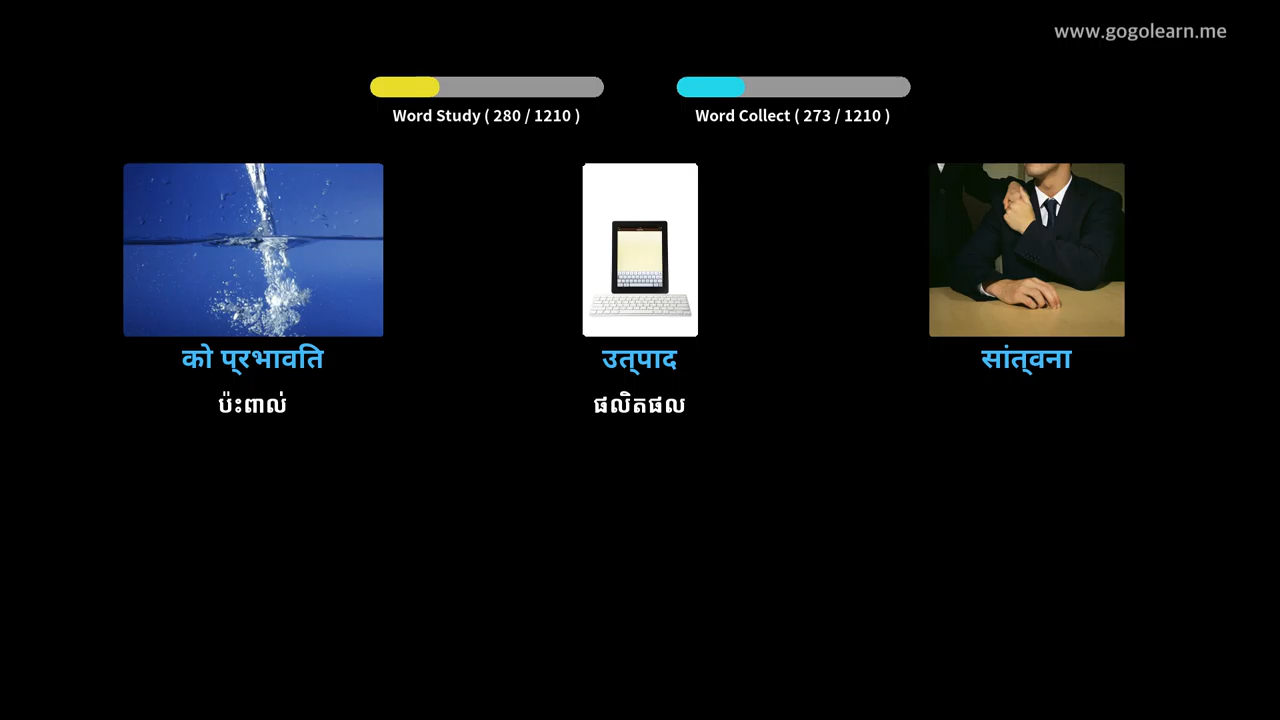 www.gogolearn.me
Word Study ( 280 / 1210 )
Word Collect ( 273 / 1210 )
को प्रभावति
उत्पाद
सांत्वना
ប៉ះពាល់
ផលិតផល